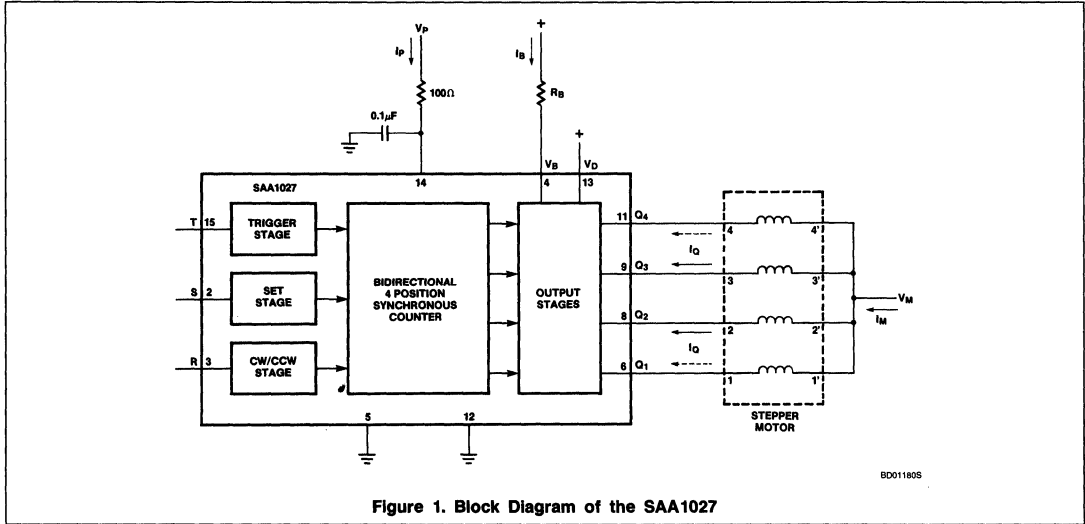 VP
IP
100Ω
0.1μF
+
IB
RB
+
VB
VD
SAA1027
14
4
13
T 15
TRIGGER
STAGE
S 2
SET
STAGE
R 3
CW/CCW
STAGE
BIDIRECTIONAL
4 POSITION
SYNCHRONOUS
COUNTER
OUTPUT
STAGES
11 Q4
IQ
9 Q3
8 Q2
IQ
6 Q1
4
4'
3
3'
2
2'
1
1'
VM
IM
STEPPER
MOTOR
5
12
BD01180S
Figure 1. Block Diagram of the SAA1027